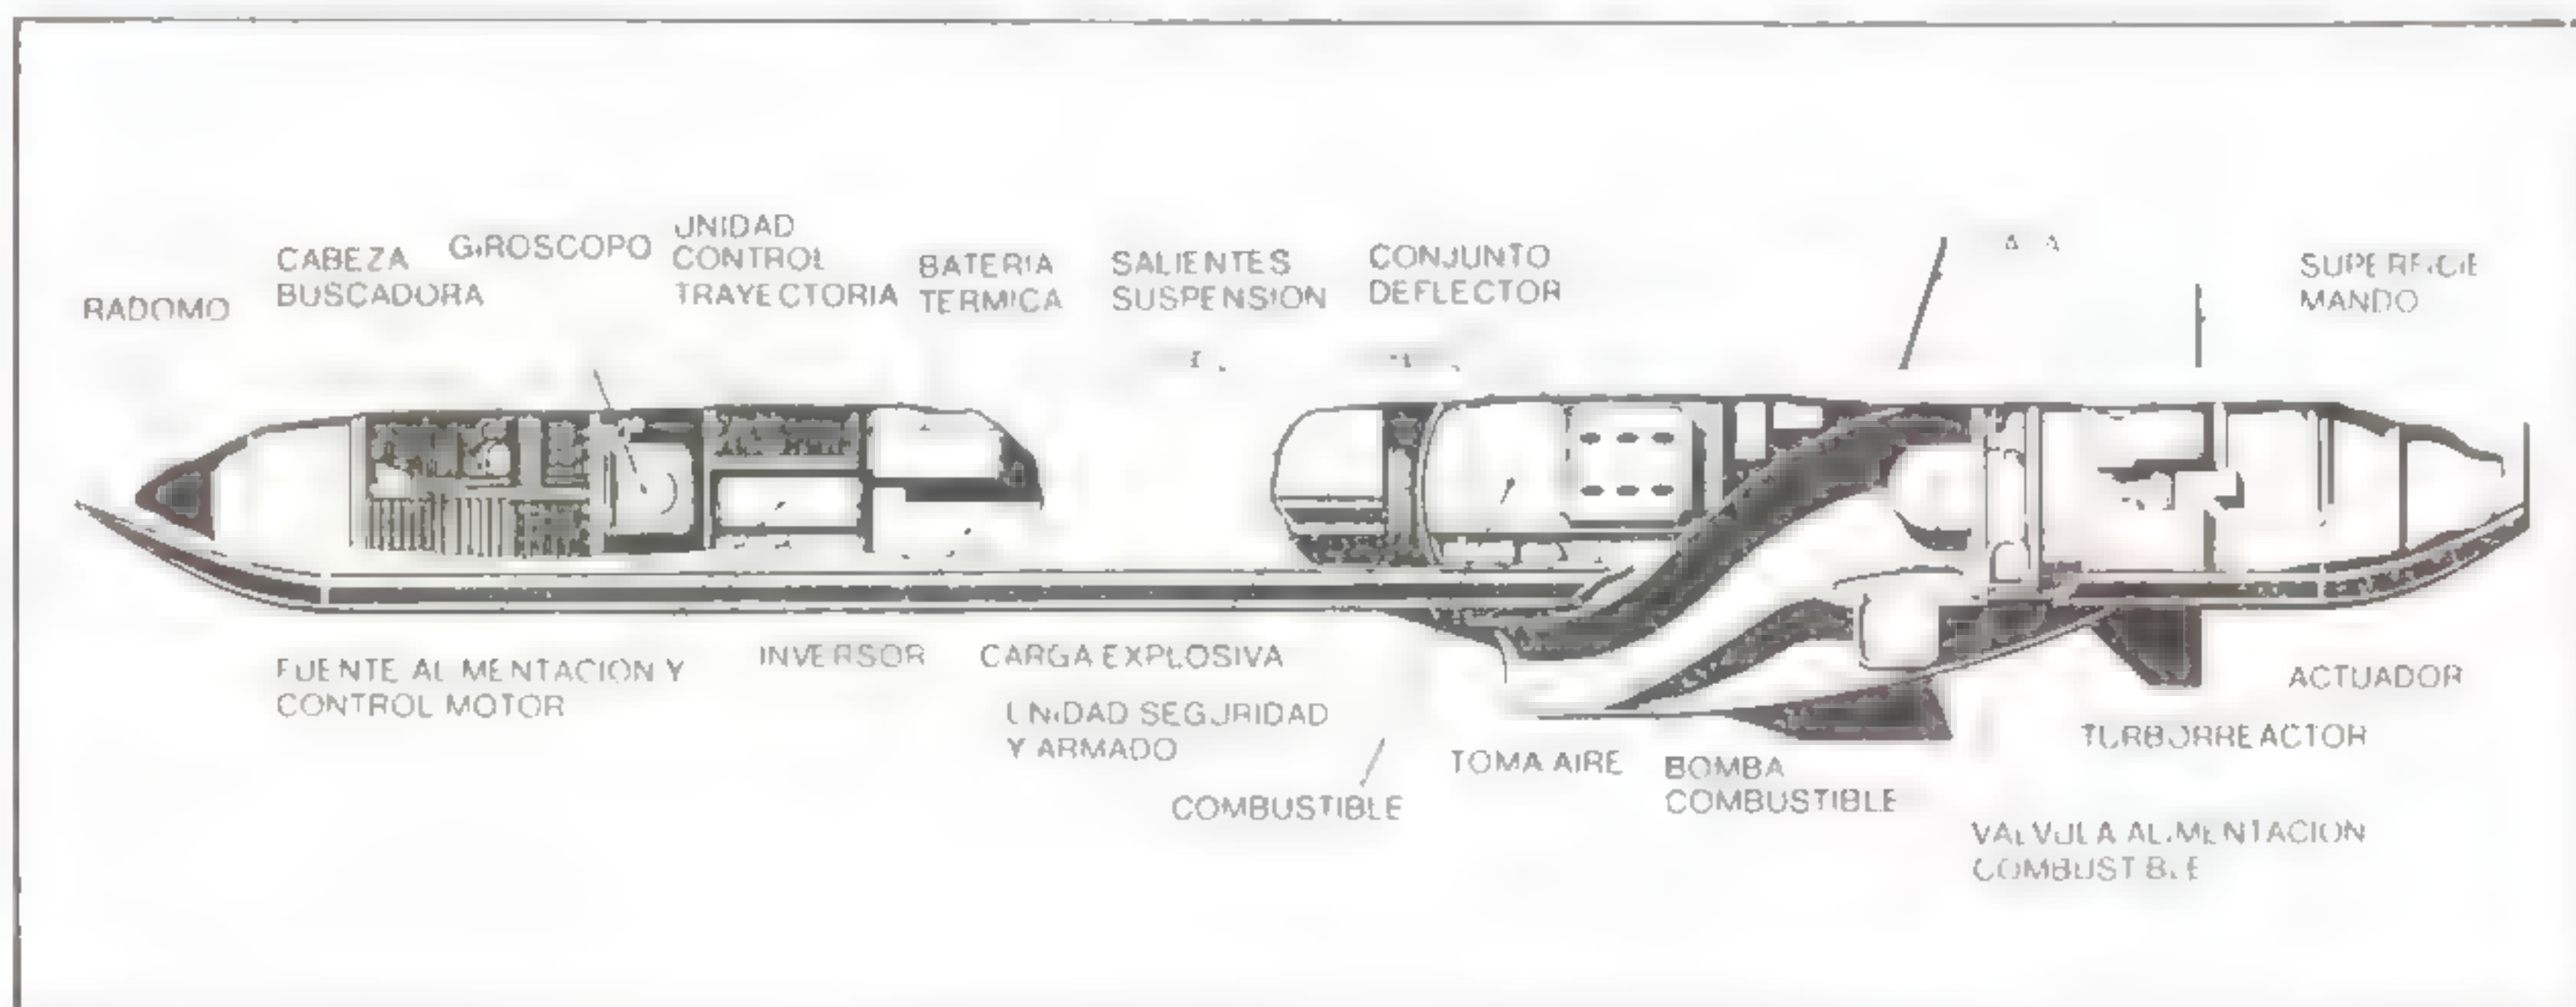 RADOMO
CABEZA
BUSCADORA
GIROSCOPO
UNIDAD
CONTROL
TRAYECTORIA
BATERIA
TERMICA
SALIENTES
SUSPENSION
CONJUNTO
DEFLECTOR
SUPERFICIE
MANDO
FUENTE ALIMENTACION Y
CONTROL MOTOR
INVERSOR
CARGA EXPLOSIVA
UNIDAD SEGURIDAD
Y ARMADO
COMBUSTIBLE
TOMA AIRE
BOMBA
COMBUSTIBLE
VALVULA ALIMENTACION
COMBUSTIBLE
TURBORREACTOR
ACTUADOR